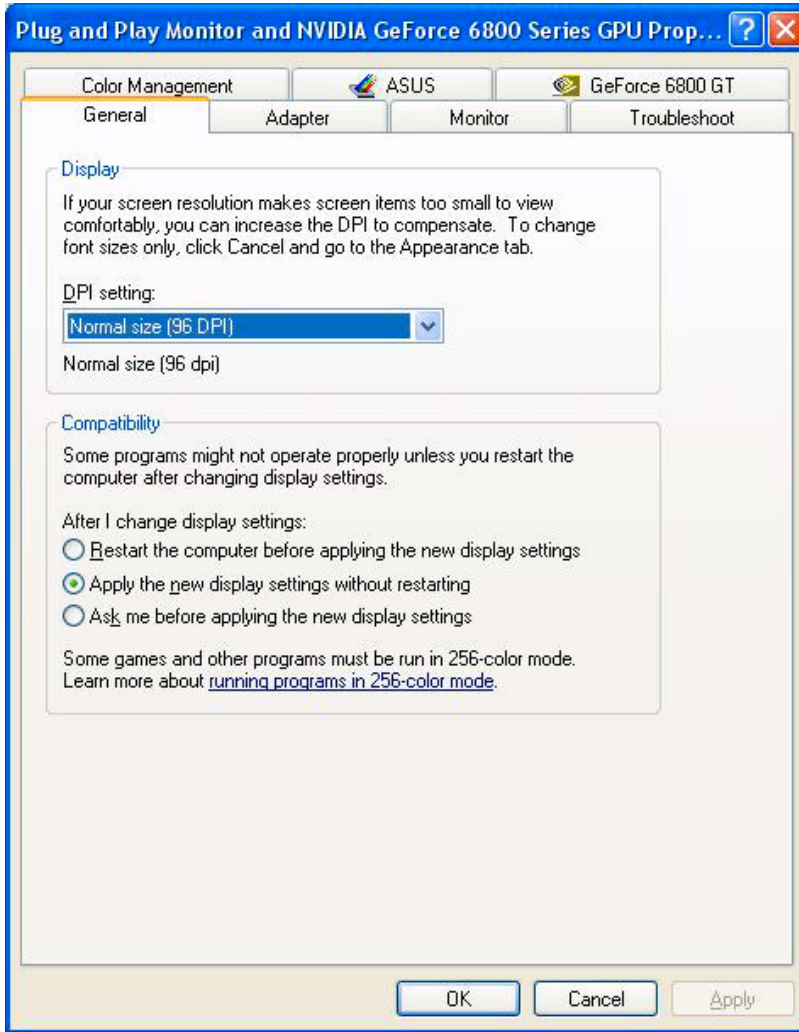 Plug and Play Monitor and NVIDIA GeForce 6800 Series GPU Prop...
Color Management
ASUS
GeForce 6800 GT
General
Adapter
Monitor
Troubleshoot
Display
If your screen resolution makes screen items too small to view
comfortably, you can increase the DPI to compensate. To change
font sizes only, click Cancel and go to the Appearance tab.
DPI setting:
Normal size (96 DPI)
Normal size (96 dpi)
Compatibility
Some programs might not operate properly unless you restart the
computer after changing display settings.
After I change display settings:
Restart the computer before applying the new display settings
Apply the new display settings without restarting
Ask me before applying the new display settings
Some games and other programs must be run in 256-color mode.
Learn more about running programs in 256-color mode.
OK
Cancel
Apply